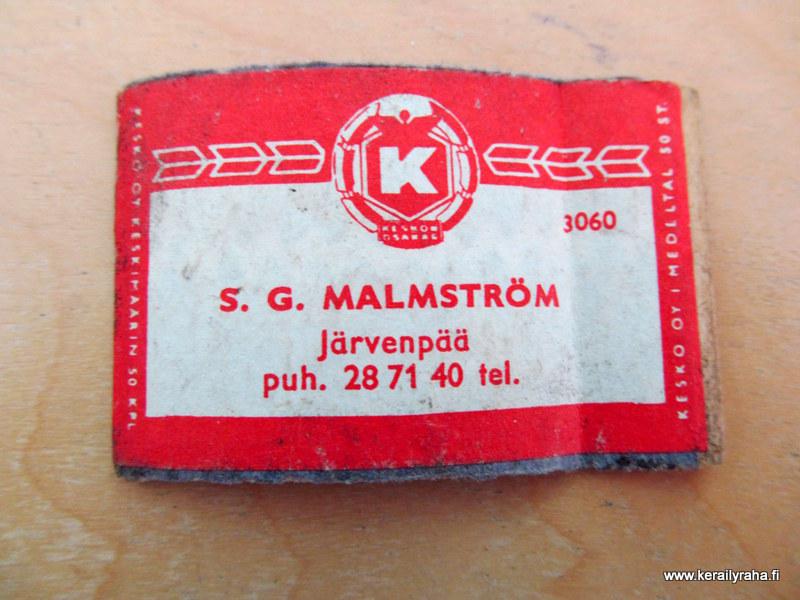 K
KESKON
OSAKAS
3060
S. G. MALMSTRÖM
Järvenpää
puh. 28 71 40 tel.
KESKO OY KESKIMÄÄRIN 50 KPL
KESKO OY I MEDELTAL 50 ST.
www.kerailyraha.fi